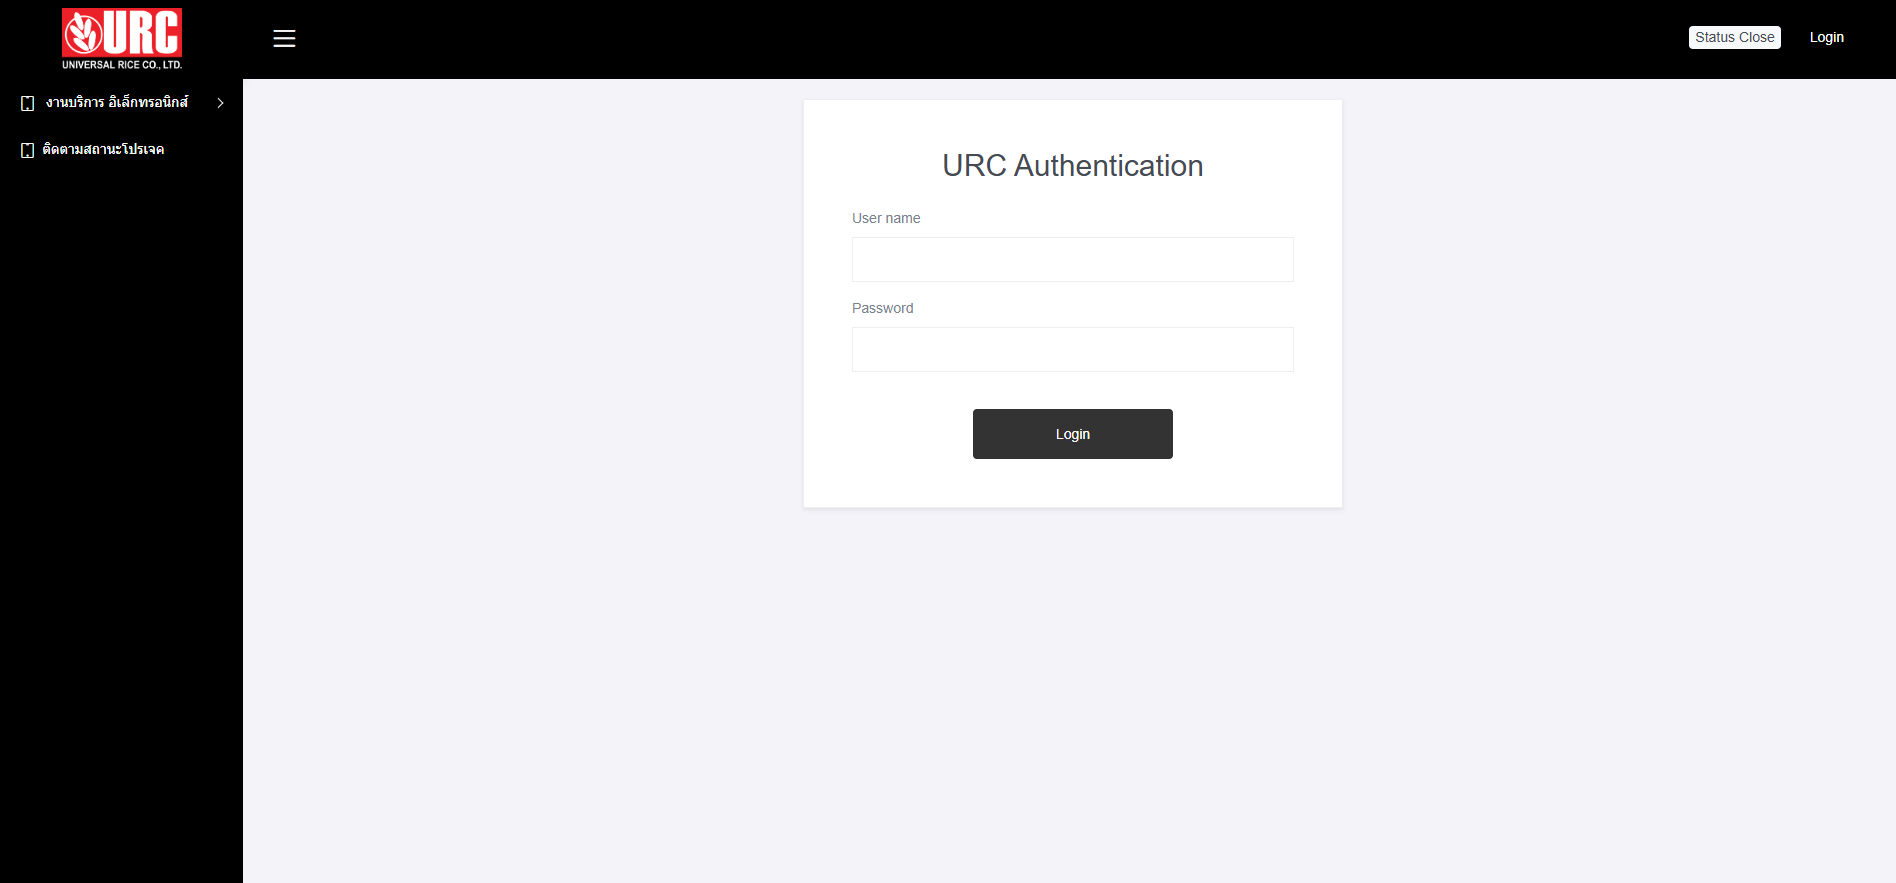 URC
UNIVERSAL RICE CO., LTD.
Status Close
Login
งานบริการ อิเล็กทรอนิกส์
ติดตามสถานะโปรเจค
URC Authentication
User name
Password
Login